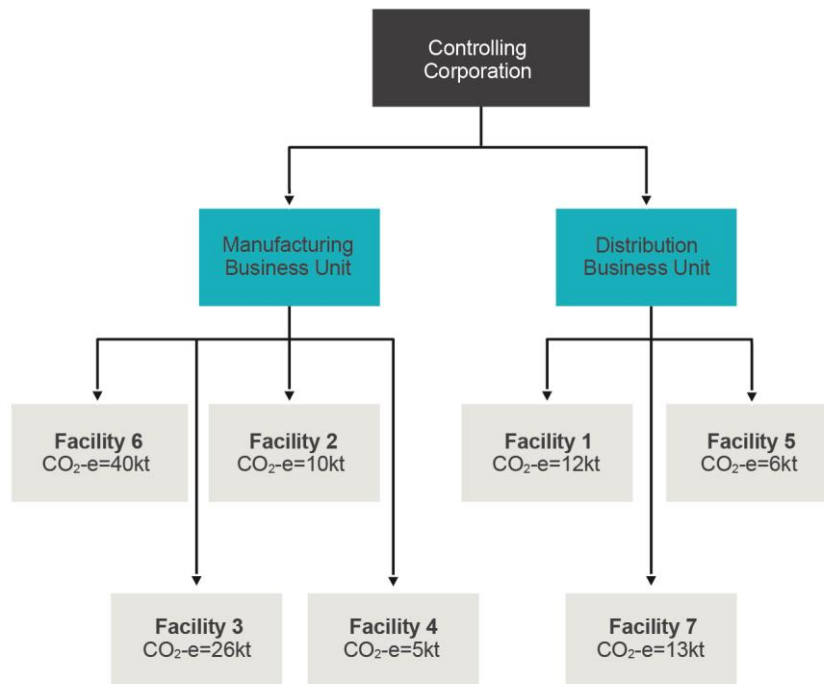 Controlling
Corporation
Manufacturing
Business Unit
Distribution
Business Unit
Facility 6
CO₂-e=40kt
Facility 2
CO₂-e=10kt
Facility 1
CO₂-e=12kt
Facility 5
CO₂-e=6kt
Facility 3
CO₂-e=26kt
Facility 4
CO₂-e=5kt
Facility 7
CO₂-e=13kt